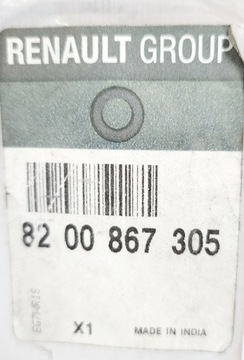 RENAULT GROUP
82 00 867 305
X1 MADE IN INDIA